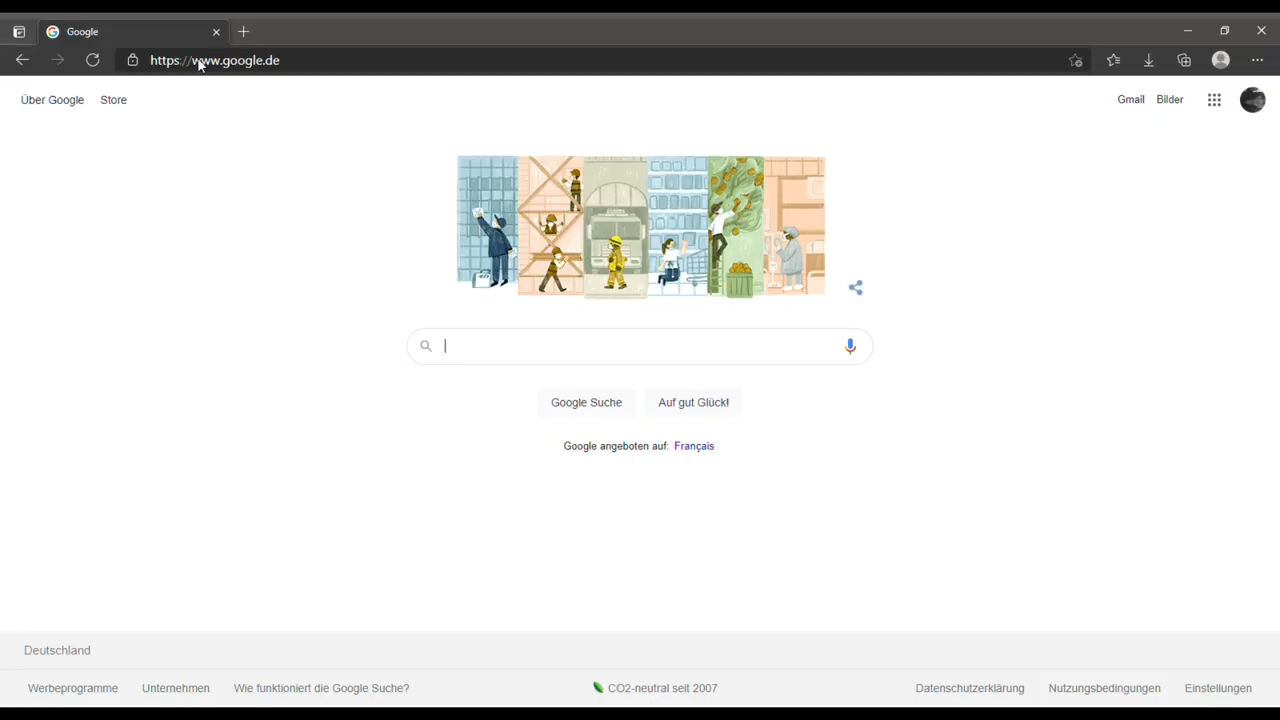 Google
https://www.google.de
Über Google Store Gmail Bilder
Google Suche Auf gut Glück!
Google angeboten auf: Français
Deutschland
Werbeprogramme Unternehmen Wie funktioniert die Google Suche? CO2-neutral seit 2007 Datenschutzerklärung Nutzungsbedingungen Einstellungen